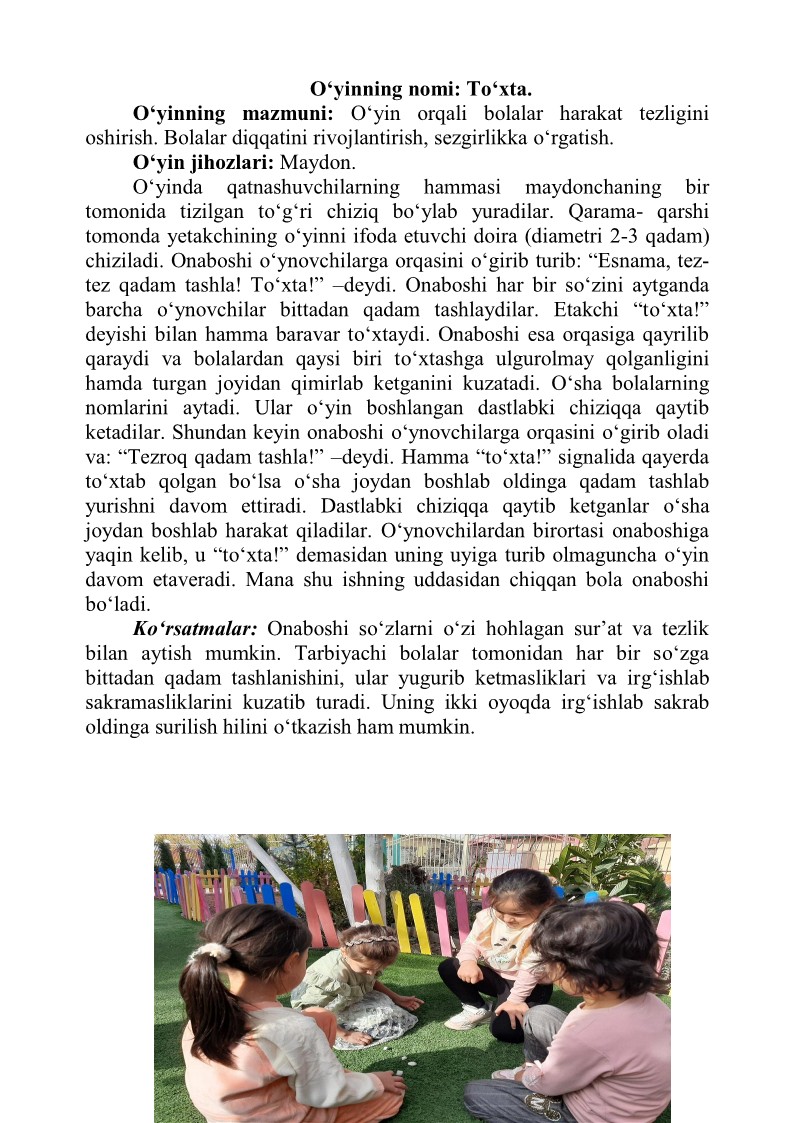 O‘yinning nomi: To‘xta.
O‘yinning mazmuni: O‘yin orqali bolalar harakat tezligini
oshirish. Bolalar diqqatini rivojlantirish, sezgirlikka o‘rgatish.
O‘yin jihozlari: Maydon.
O‘yinda qatnashuvchilarning hammasi maydonchaning bir
tomonida tizilgan to‘g‘ri chiziq bo‘ylab yuradilar. Qarama- qarshi
tomonda yetakchining o‘yinni ifoda etuvchi doira (diametri 2-3 qadam)
chiziladi. Onaboshi o‘ynovchilarga orqasini o‘girib turib: “Esnama, tez-
tez qadam tashla! To‘xta!” –deydi. Onaboshi har bir so‘zini aytganda
barcha o‘ynovchilar bittadan qadam tashlaydilar. Etakchi “to‘xta!”
deyishi bilan hamma baravar to‘xtaydi. Onaboshi esa orqasiga qayrilib
qaraydi va bolalardan qaysi biri to‘xtashga ulgurolmay qolganligini
hamda turgan joyidan qimirlab ketganini kuzatadi. O‘sha bolalarning
nomlarini aytadi. Ular o‘yin boshlangan dastlabki chiziqqa qaytib
ketadilar. Shundan keyin onaboshi o‘ynovchilarga orqasini o‘girib oladi
va: “Tezroq qadam tashla!” –deydi. Hamma “to‘xta!” signalida qayerda
to‘xtab qolgan bo‘lsa o‘sha joydan boshlab oldinga qadam tashlab
yurishni davom ettiradi. Dastlabki chiziqqa qaytib ketganlar o‘sha
joydan boshlab harakat qiladilar. O‘ynovchilardan birortasi onaboshiga
yaqin kelib, u “to‘xta!” demasidan uning uyiga turib olmaguncha o‘yin
davom etaveradi. Mana shu ishning uddasidan chiqqan bola onaboshi
bo‘ladi.
Ko‘rsatmalar: Onaboshi so‘zlarni o‘zi hohlagan sur’at va tezlik
bilan aytish mumkin. Tarbiyachi bolalar tomonidan har bir so‘zga
bittadan qadam tashlanishini, ular yugurib ketmasliklari va irg‘ishlab
sakramasliklarini kuzatib turadi. Uning ikki oyoqda irg‘ishlab sakrab
oldinga surilish hilini o‘tkazish ham mumkin.